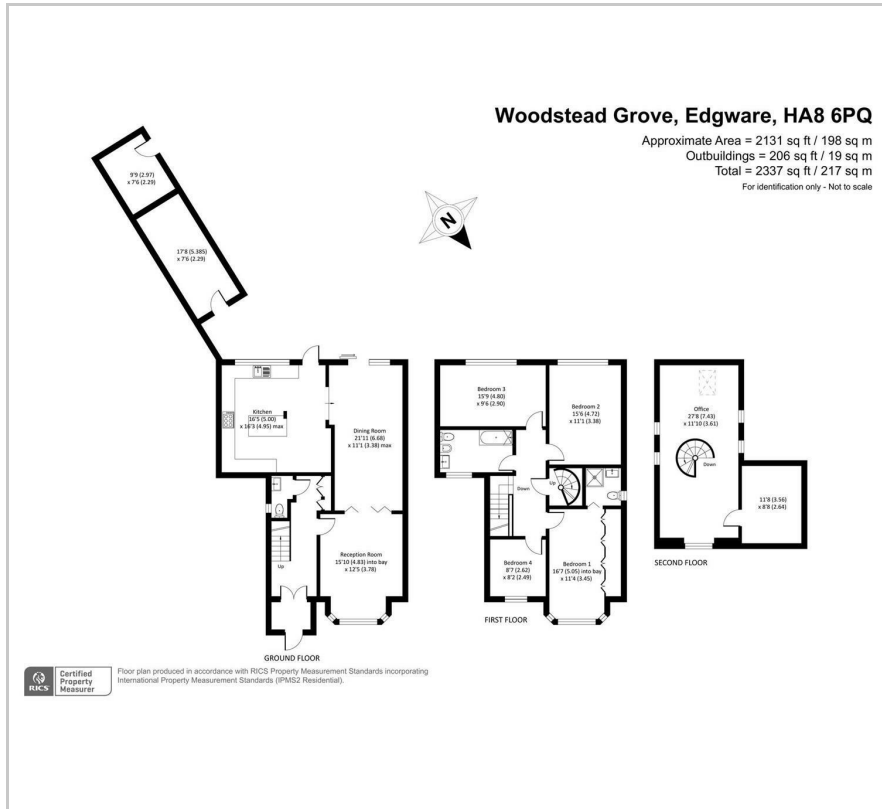 Woodstead Grove, Edgware, HA8 6PQ
Approximate Area = 2131 sq ft / 198 sq m
Outbuildings = 206 sq ft / 19 sq m
Total = 2337 sq ft / 217 sq m
For identification only - Not to scale
9'9 (2.97)
x 7'6 (2.29)
17'8 (5.385)
x 7'6 (2.29)
N
Kitchen
16'5 (5.00)
x 16'3 (4.95) max
Dining Room
21'11 (6.68)
x 11'1 (3.38) max
Reception Room
15'10 (4.83) into bay
x 12'5 (3.78)
Up
GROUND FLOOR
Bedroom 3
15'9 (4.80)
x 9'6 (2.90)
Bedroom 2
15'6 (4.72)
x 11'1 (3.38)
Down
Up
Bedroom 4
8'7 (2.62)
x 8'2 (2.49)
Bedroom 1
16'7 (5.05) into bay
x 11'4 (3.45)
FIRST FLOOR
Office
27'8 (7.43)
x 11'10 (3.61)
Down
11'8 (3.56)
x 8'8 (2.64)
SECOND FLOOR
RICS
Certified
Property
Measurer
Floor plan produced in accordance with RICS Property Measurement Standards incorporating
International Property Measurement Standards (IPMS2 Residential).